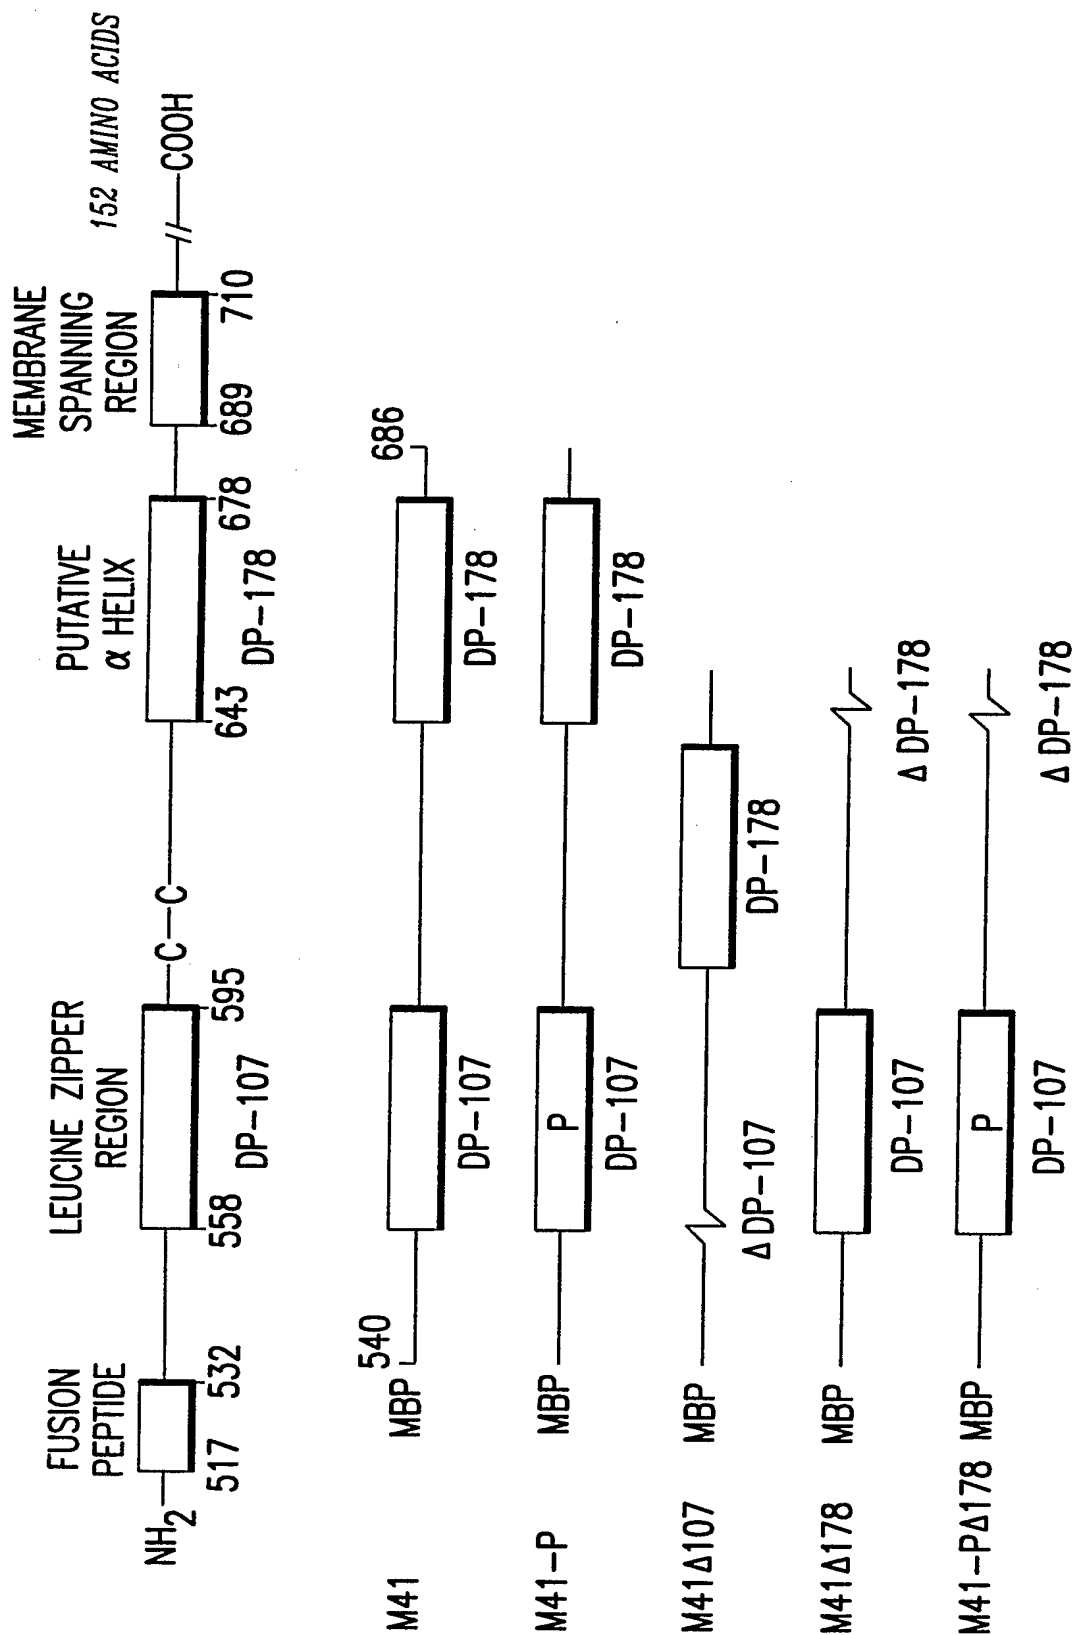 FUSION
PEPTIDE
LEUCINE ZIPPER
REGION
PUTATIVE
α HELIX
MEMBRANE
SPANNING
REGION
152 AMINO ACIDS
NH2
C
C
COOH
517
532
558
595
643
678
689
710
DP-107
DP-178
M41
MBP
540
686
DP-107
DP-178
M41-P
MBP
P
DP-107
DP-178
M41Δ107
MBP
Δ DP-107
DP-178
M41Δ178
MBP
DP-107
Δ DP-178
M41-PΔ178
MBP
P
DP-107
Δ DP-178